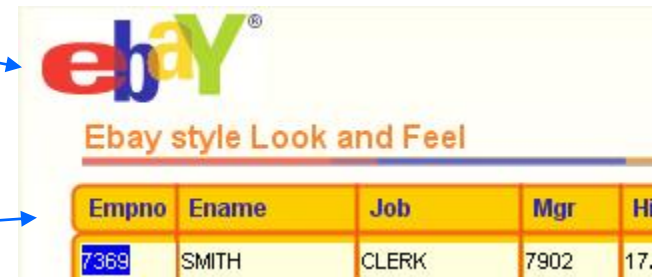 ebaY®
Ebay style Look and Feel
Empno Ename Job Mgr Hi
7369 SMITH CLERK 7902 17.